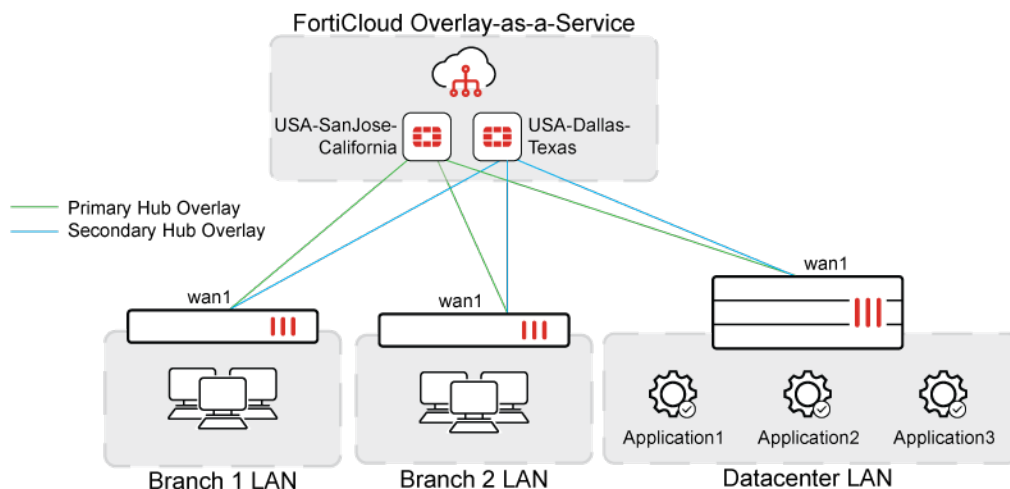 FortiCloud Overlay-as-a-Service
USA-SanJose-
California
USA-Dallas-
Texas
Primary Hub Overlay
Secondary Hub Overlay
wan1
wan1
wan1
Application1
Application2
Application3
Branch 1 LAN
Branch 2 LAN
Datacenter LAN